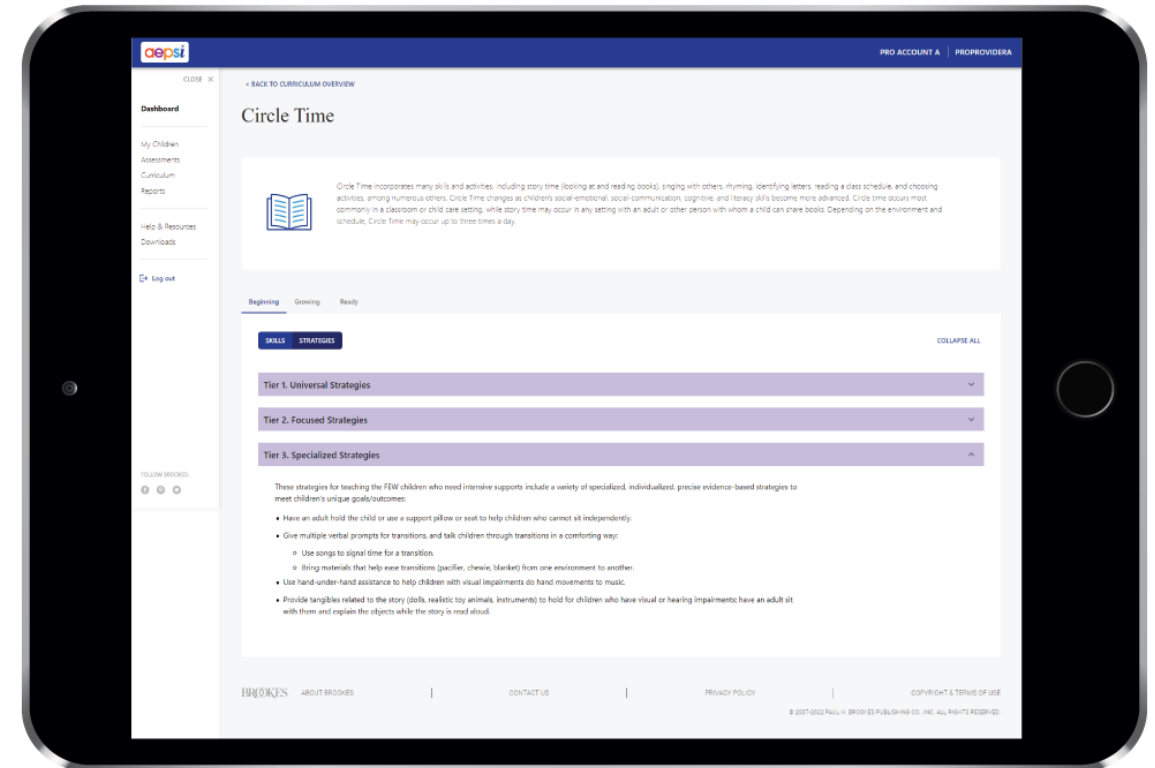 aepsi
PRO ACCOUNT A
PROPROVIDERA
CLOSE ×
Dashboard
My Children
Assessments
Curriculum
Reports
Help & Resources
Downloads
Log out
FOLLOW BROOKES:
< BACK TO CURRICULUM OVERVIEW
Circle Time
Circle Time incorporates many skills and activities, including story time (looking at and reading books), singing with others, rhyming, identifying letters, reading a class schedule, and choosing
activities, among numerous others. Circle Time changes as children's social-emotional, social-communication, cognitive, and literacy skills become more advanced. Circle time occurs most
commonly in a classroom or child care setting, while story time may occur in any setting with an adult or other person with whom a child can share books. Depending on the environment and
schedule, Circle Time may occur up to three times a day.
Beginning
Growing
Ready
SKILLS
STRATEGIES
COLLAPSE ALL
Tier 1. Universal Strategies
Tier 2. Focused Strategies
Tier 3. Specialized Strategies
These strategies for teaching the FEW children who need intensive supports include a variety of specialized, individualized, precise evidence-based strategies to
meet children's unique goals/outcomes:
• Have an adult hold the child or use a support pillow or seat to help children who cannot sit independently.
• Give multiple verbal prompts for transitions, and talk children through transitions in a comforting way:
o Use songs to signal time for a transition.
o Bring materials that help ease transitions (pacifier, chewie, blanket) from one environment to another.
• Use hand-under-hand assistance to help children with visual impairments do hand movements to music.
• Provide tangibles related to the story (dolls, realistic toy animals, instruments) to hold for children who have visual or hearing impairments; have an adult sit
with them and explain the objects while the story is read aloud.
BROOKES
ABOUT BROOKES
CONTACT US
PRIVACY POLICY
COPYRIGHT & TERMS OF USE
© 2007-2022 PAUL H. BROOKES PUBLISHING CO., INC. ALL RIGHTS RESERVED.